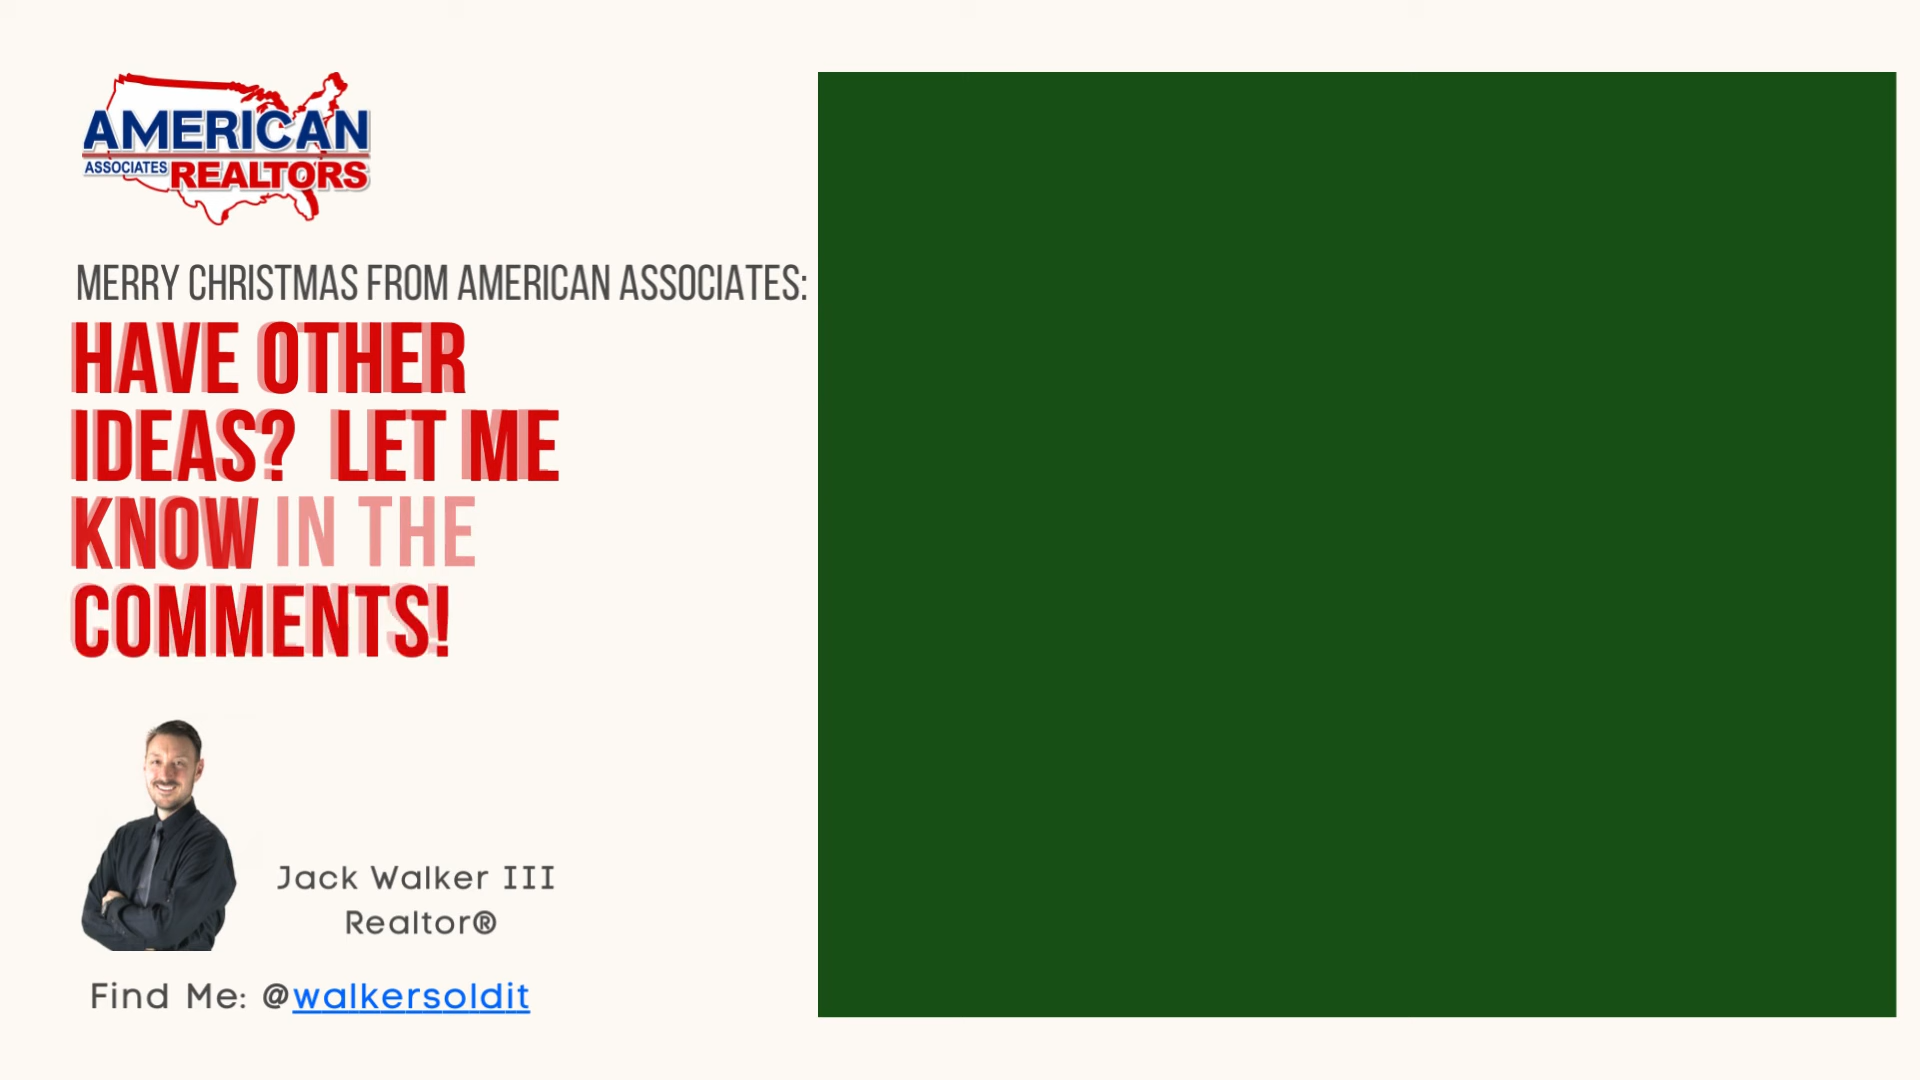 AMERICAN
ASSOCIATES REALTORS
MERRY CHRISTMAS FROM AMERICAN ASSOCIATES:
HAVE OTHER
IDEAS? LET ME
KNOW IN THE
COMMENTS!
Jack Walker III
Realtor®
Find Me: @walkersoldit